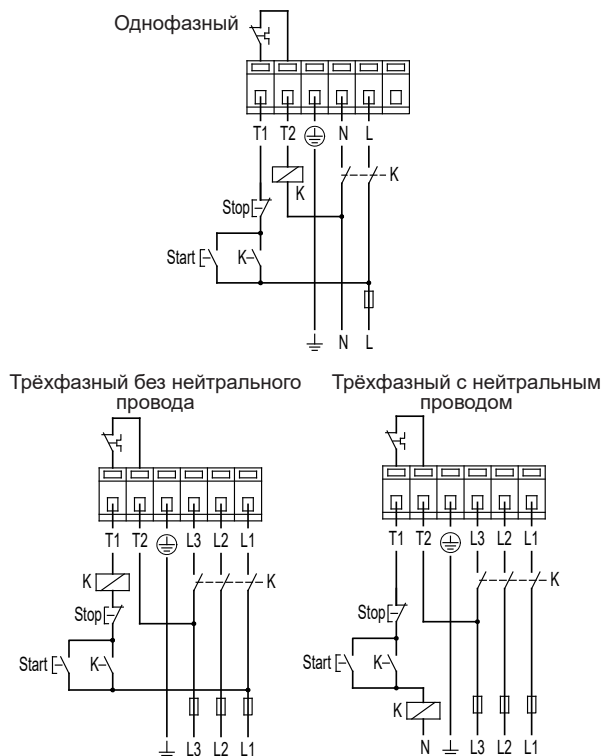 Однофазный
T1 T2 N L
K
K
Stop
Start K
N L
Трёхфазный без нейтрального
провода
T1 T2 L3 L2 L1
K K
Stop
Start K
L3 L2 L1
Трёхфазный с нейтральным
проводом
T1 T2 L3 L2 L1
K
Stop
Start K
K
N L3 L2 L1